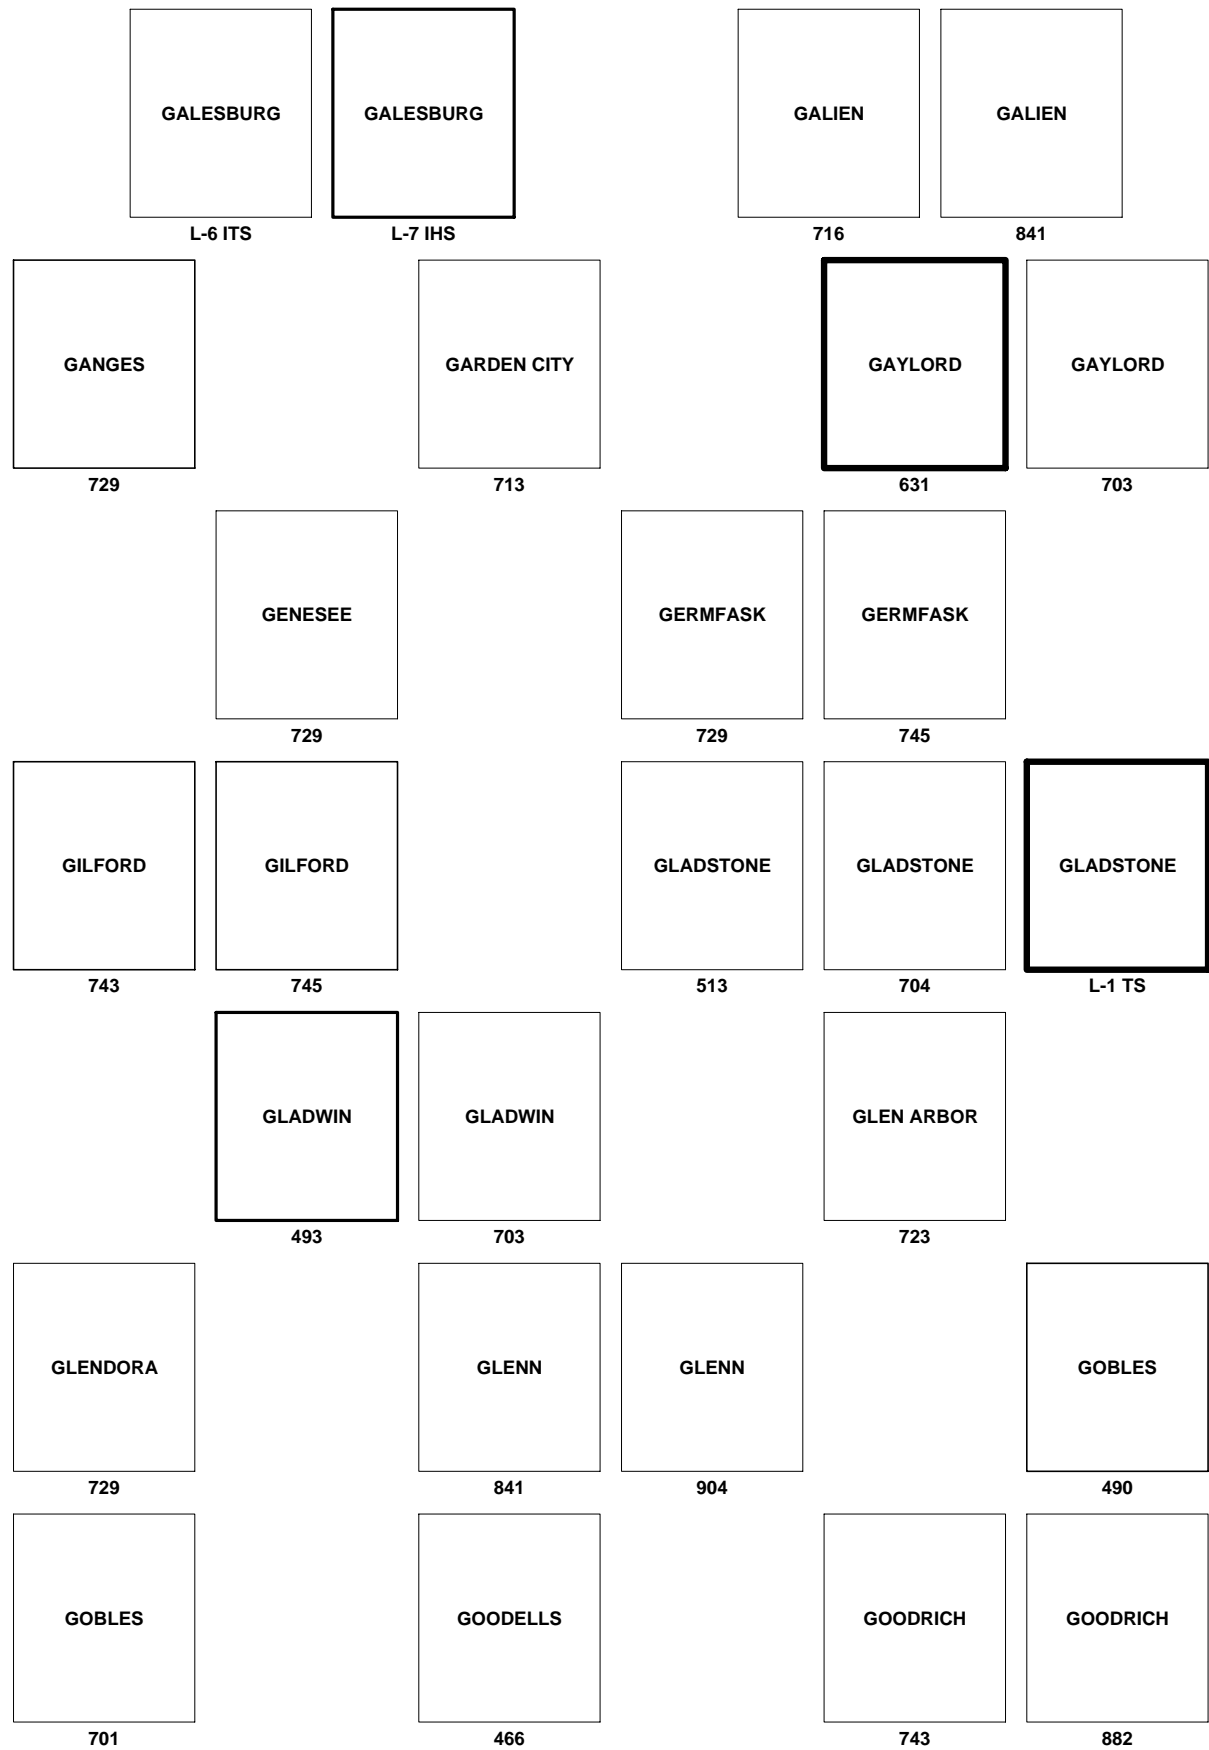 GALESBURG GALESBURG GALIEN GALIEN
L-6 ITS L-7 IHS 716 841
GANGES GARDEN CITY GAYLORD GAYLORD
729 713 631 703
GENESEE GERMFASK GERMFASK
729 729 745
GILFORD GILFORD GLADSTONE GLADSTONE GLADSTONE
743 745 513 704 L-1 TS
GLADWIN GLADWIN GLEN ARBOR
493 703 723
GLENDORA GLENN GLENN GOBLES
729 841 904 490
GOBLES GOODELLS GOODRICH GOODRICH
701 466 743 882